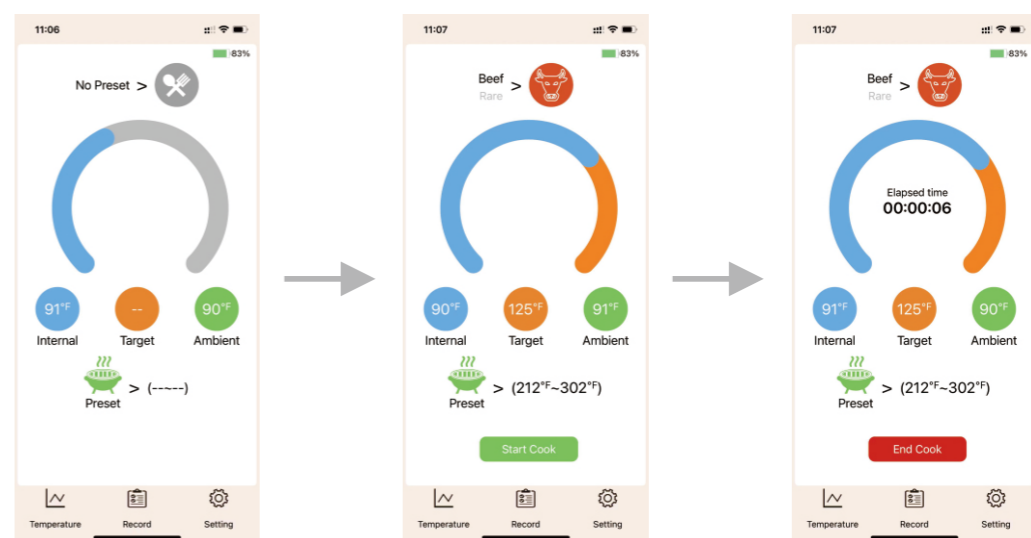 11:06
83%
No Preset >
91°F
--
90°F
Internal
Target
Ambient
> (--~--)
Preset
Temperature
Record
Setting
11:07
83%
Beef >
Rare
90°F
125°F
91°F
Internal
Target
Ambient
> (212°F~302°F)
Preset
Start Cook
Temperature
Record
Setting
11:07
83%
Beef >
Rare
Elapsed time
00:00:06
91°F
125°F
90°F
Internal
Target
Ambient
> (212°F~302°F)
Preset
End Cook
Temperature
Record
Setting